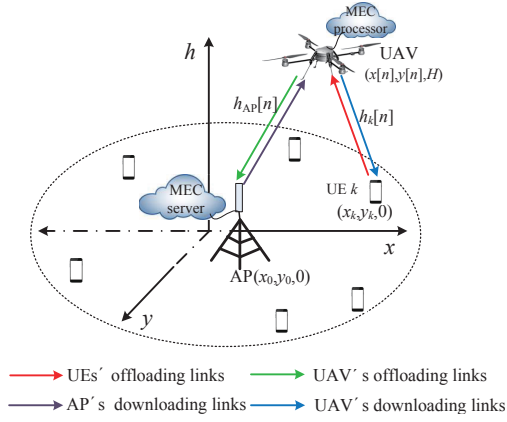 MEC
processor
UAV
(x[n],y[n],H)
h
h_AP[n]
h_k[n]
MEC
server
UE k
(x_k,y_k,0)
x
AP(x_0,y_0,0)
y
UEs´ offloading links
UAV´s offloading links
AP´s downloading links
UAV´s downloading links